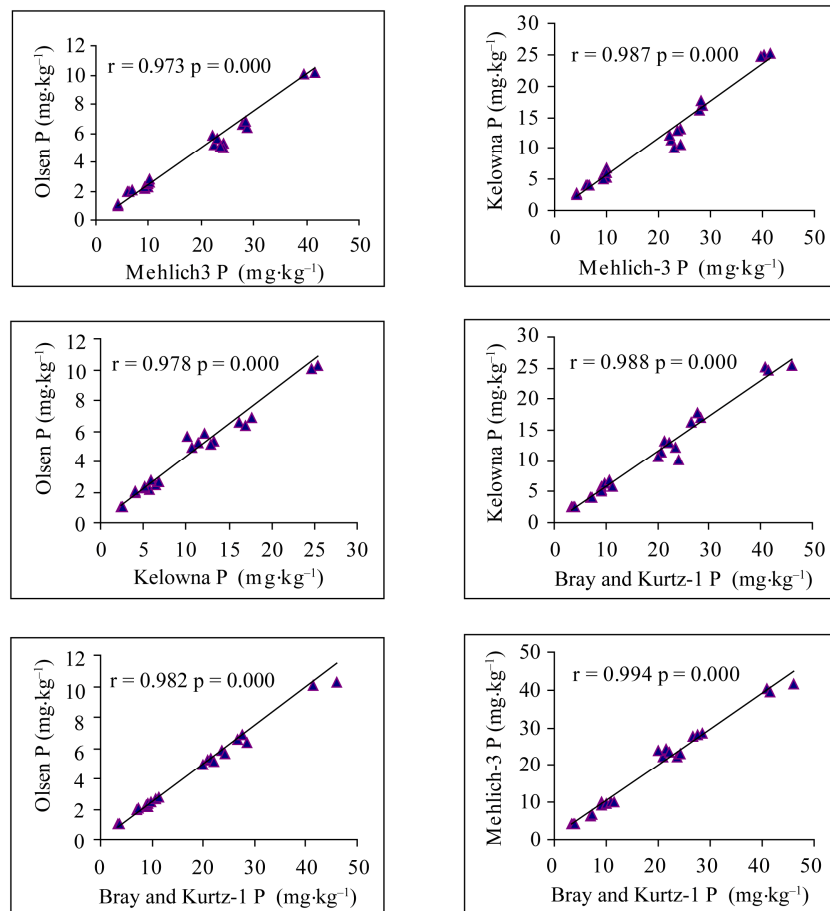 12
10
8
6
4
2
0
0 10 20 30 40 50
r = 0.973 p = 0.000
Olsen P (mg·kg⁻¹)
Mehlich3 P (mg·kg⁻¹)
30
25
20
15
10
5
0
0 10 20 30 40 50
r = 0.987 p = 0.000
Kelowna P (mg·kg⁻¹)
Mehlich-3 P (mg·kg⁻¹)
12
10
8
6
4
2
0
0 5 10 15 20 25 30
r = 0.978 p = 0.000
Olsen P (mg·kg⁻¹)
Kelowna P (mg·kg⁻¹)
30
25
20
15
10
5
0
0 20 40 60
r = 0.988 p = 0.000
Kelowna P (mg·kg⁻¹)
Bray and Kurtz-1 P (mg·kg⁻¹)
12
10
8
6
4
2
0
0 10 20 30 40 50
r = 0.982 p = 0.000
Olsen P (mg·kg⁻¹)
Bray and Kurtz-1 P (mg·kg⁻¹)
50
40
30
20
10
0
0 10 20 30 40 50
r = 0.994 p = 0.000
Mehlich-3 P (mg·kg⁻¹)
Bray and Kurtz-1 P (mg·kg⁻¹)